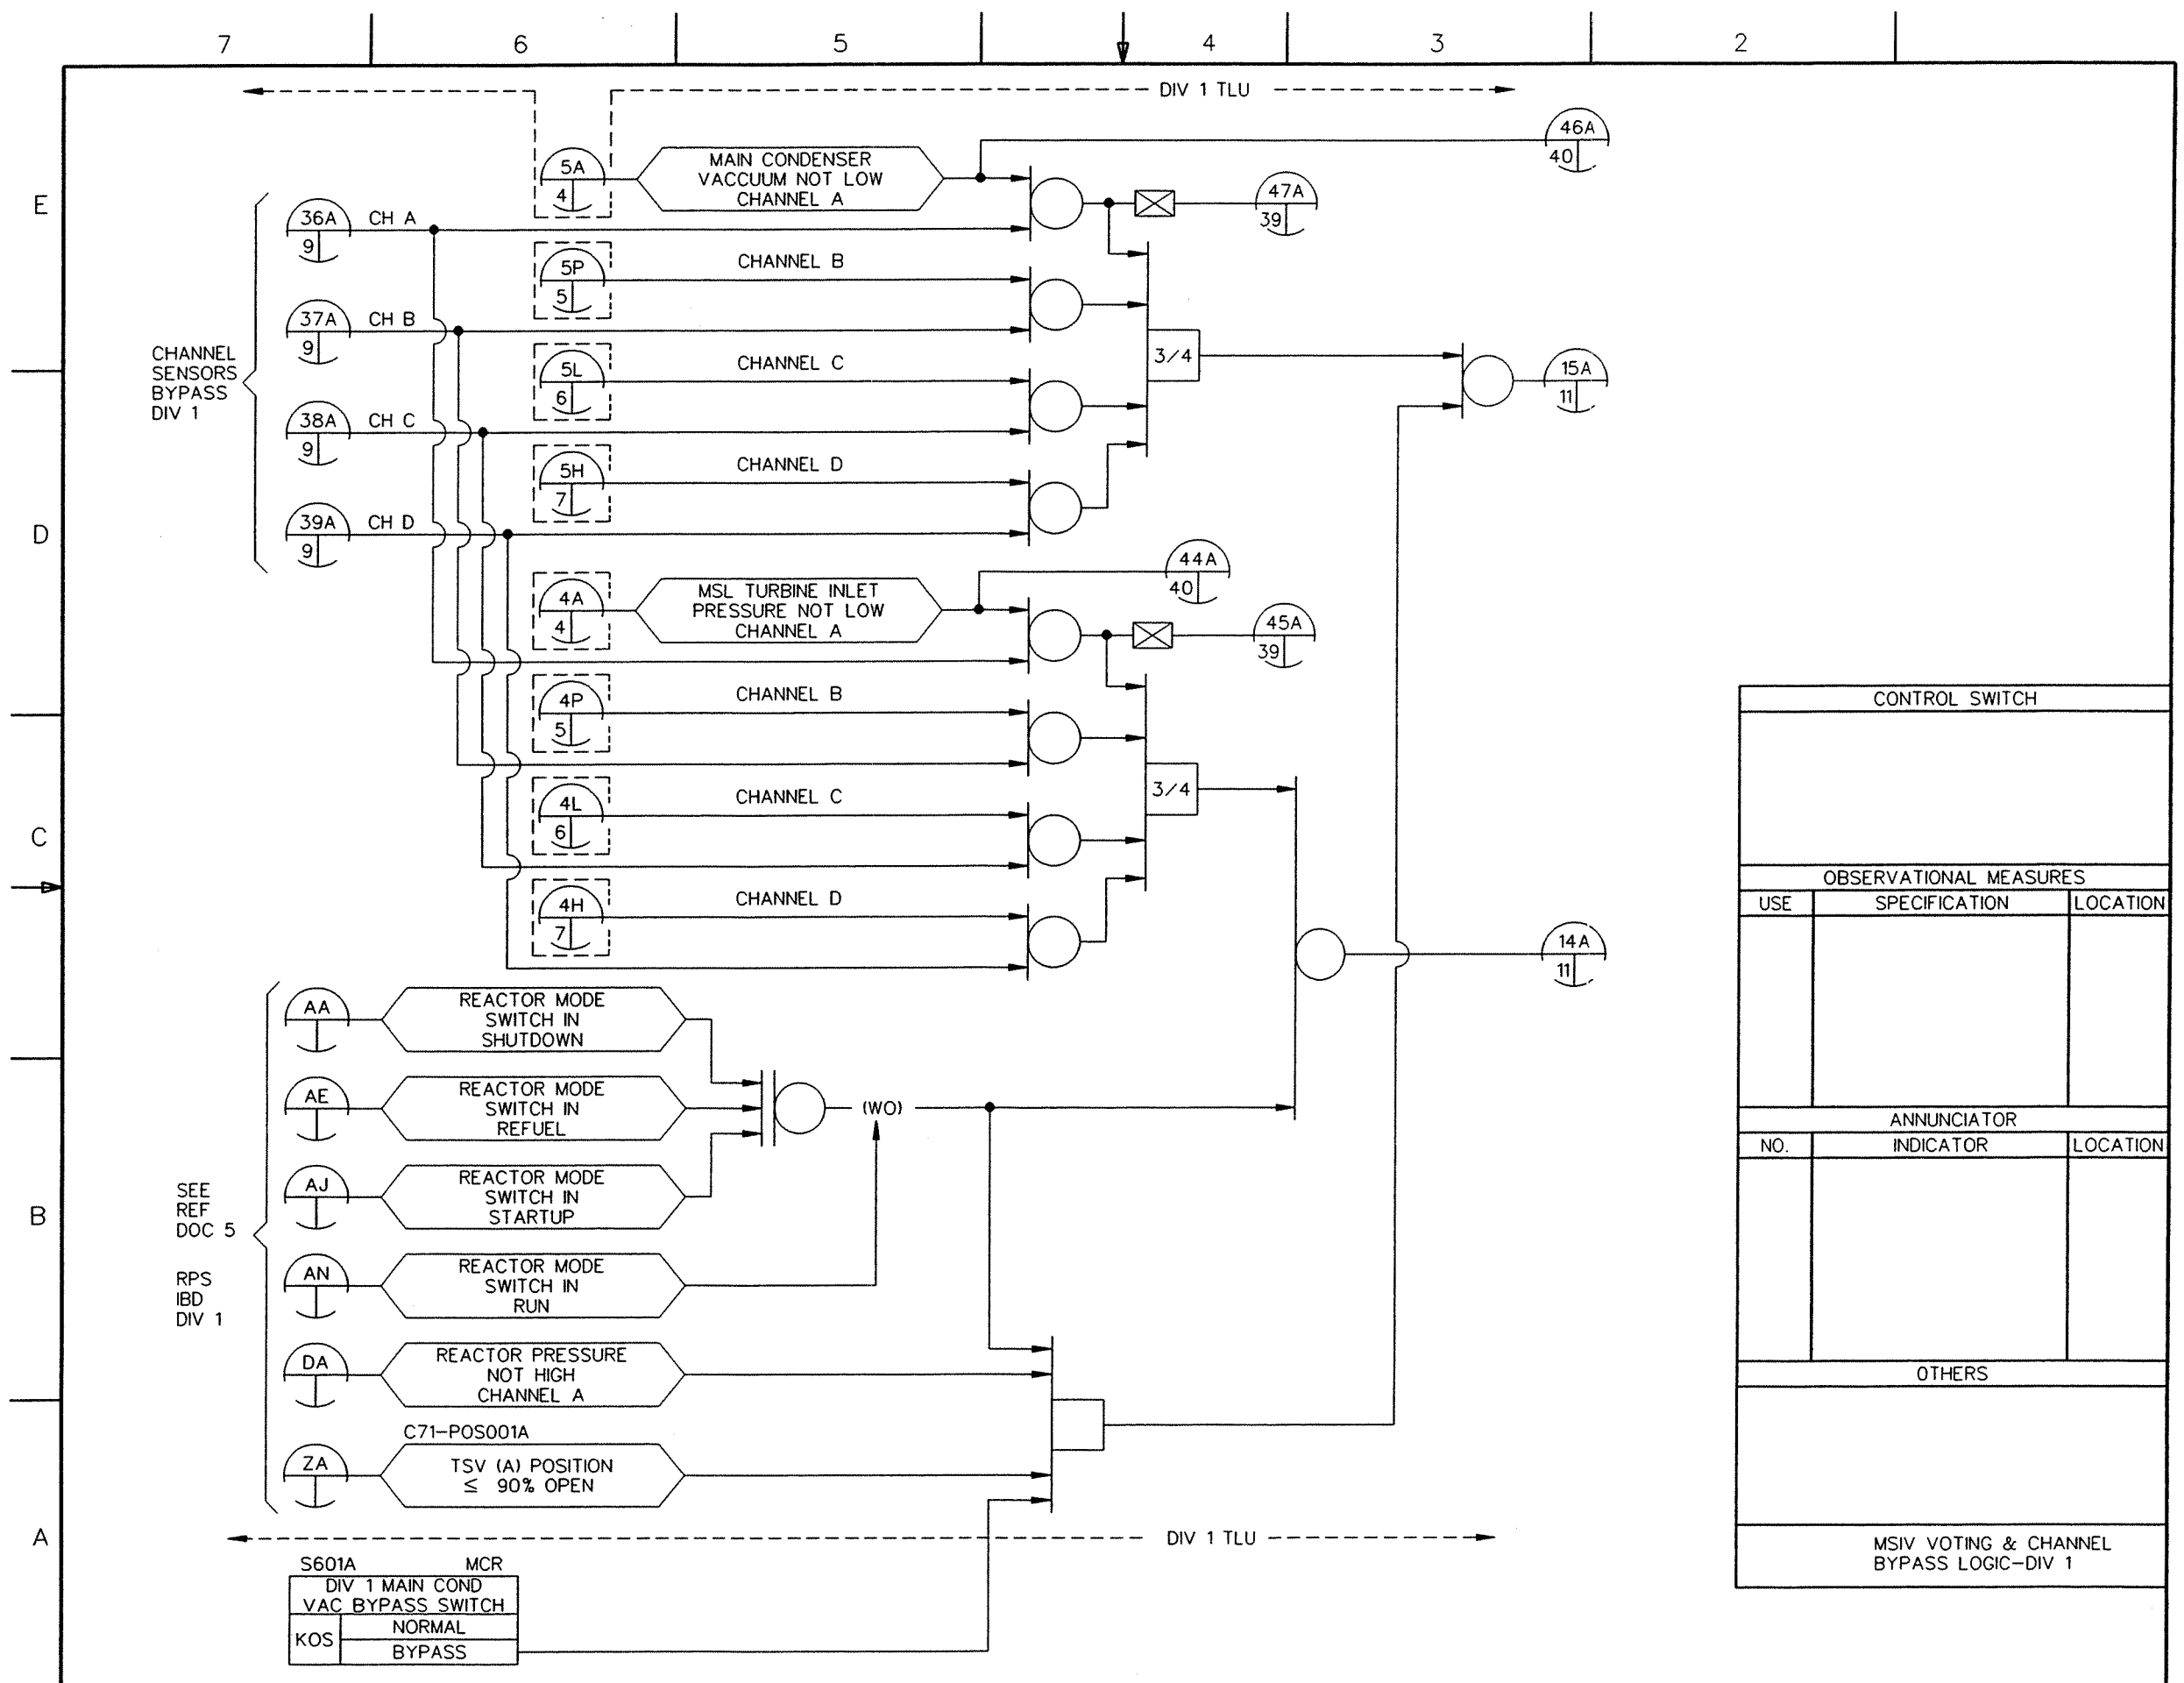 7 6 5 4 3 2
DIV 1 TLU
46A
40
5A
4
MAIN CONDENSER
VACCUUM NOT LOW
CHANNEL A
47A
39
E
36A
9
CH A
5P
5
CHANNEL B
37A
9
CH B
CHANNEL
SENSORS
BYPASS
DIV 1
5L
6
CHANNEL C
3/4
15A
11
38A
9
CH C
5H
7
CHANNEL D
D
39A
9
CH D
44A
40
4A
4
MSL TURBINE INLET
PRESSURE NOT LOW
CHANNEL A
45A
39
4P
5
CHANNEL B
3/4
4L
6
CHANNEL C
C
4H
7
CHANNEL D
14A
11
AA
REACTOR MODE
SWITCH IN
SHUTDOWN
AE
REACTOR MODE
SWITCH IN
REFUEL
(WO)
AJ
REACTOR MODE
SWITCH IN
STARTUP
B
SEE
REF
DOC 5
RPS
IBD
DIV 1
AN
REACTOR MODE
SWITCH IN
RUN
DA
REACTOR PRESSURE
NOT HIGH
CHANNEL A
C71-POS001A
ZA
TSV (A) POSITION
≤ 90% OPEN
A
DIV 1 TLU
S601A MCR
DIV 1 MAIN COND
VAC BYPASS SWITCH
KOS
NORMAL
BYPASS
CONTROL SWITCH
OBSERVATIONAL MEASURES
USE SPECIFICATION LOCATION
ANNUNCIATOR
NO. INDICATOR LOCATION
OTHERS
MSIV VOTING & CHANNEL
BYPASS LOGIC-DIV 1